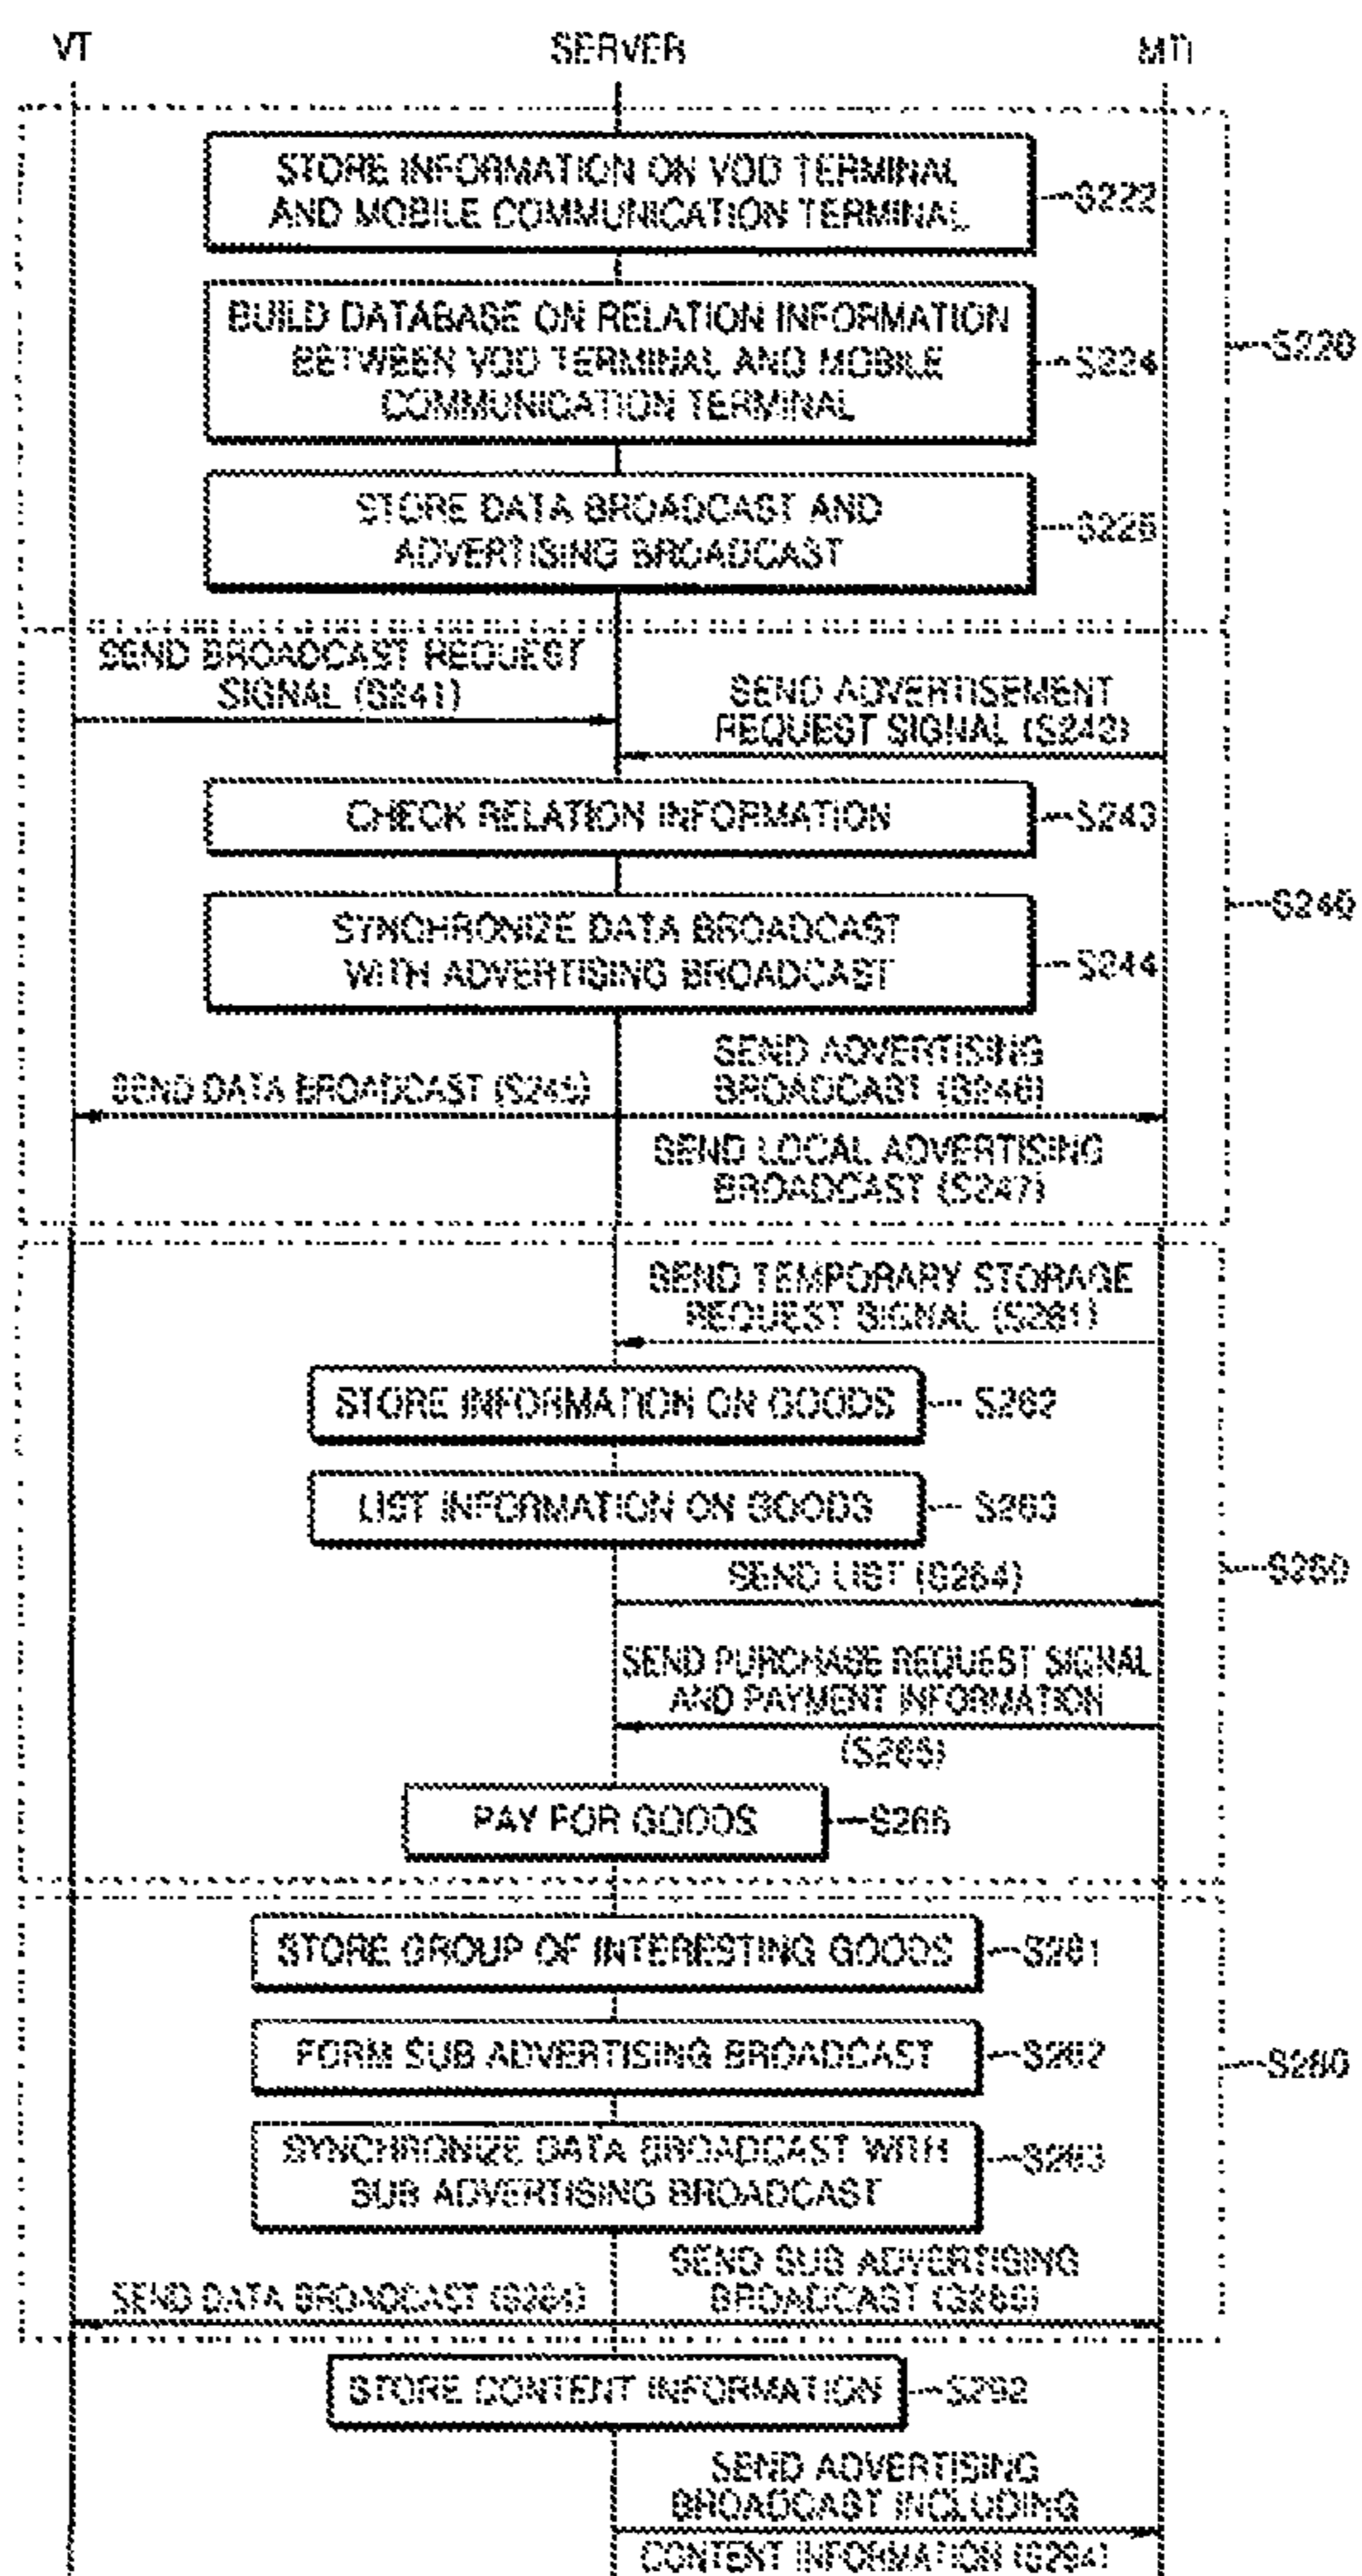 VT
SERVER
STORE INFORMATION ON VOD TERMINAL
AND MOBILE COMMUNICATION TERMINAL
S222
BUILD DATABASE ON RELATION INFORMATION
BETWEEN VOD TERMINAL AND MOBILE
COMMUNICATION TERMINAL
S224
S220
STORE DATA BROADCAST AND
ADVERTISING BROADCAST
SEND BROADCAST REQUEST
SIGNAL (S241)
SEND ADVERTISEMENT
REQUEST SIGNAL (S242)
CHECK RELATION INFORMATION
S243
S240
SYNCHRONIZE DATA BROADCAST
WITH ADVERTISING BROADCAST
S244
SEND DATA BROADCAST (S245)
SEND ADVERTISING
BROADCAST (S246)
SEND LOCAL ADVERTISING
BROADCAST (S247)
SEND TEMPORARY STORAGE
REQUEST SIGNAL (S261)
STORE INFORMATION ON GOODS
S262
LIST INFORMATION ON GOODS
S263
S260
SEND LIST (S264)
SEND PURCHASE REQUEST SIGNAL
AND PAYMENT INFORMATION
(S265)
PAY FOR GOODS
S266
STORE GROUP OF INTERESTING GOODS
S281
FORM SUB ADVERTISING BROADCAST
S282
S280
SYNCHRONIZE DATA BROADCAST WITH
SUB ADVERTISING BROADCAST
S283
SEND SUB ADVERTISING
SEND DATA BROADCAST (S284)
BROADCAST
STORE CONTENT INFORMATION
S292
SEND ADVERTISING
BROADCAST INCLUDING
CONTENT INFORMATION (S294)